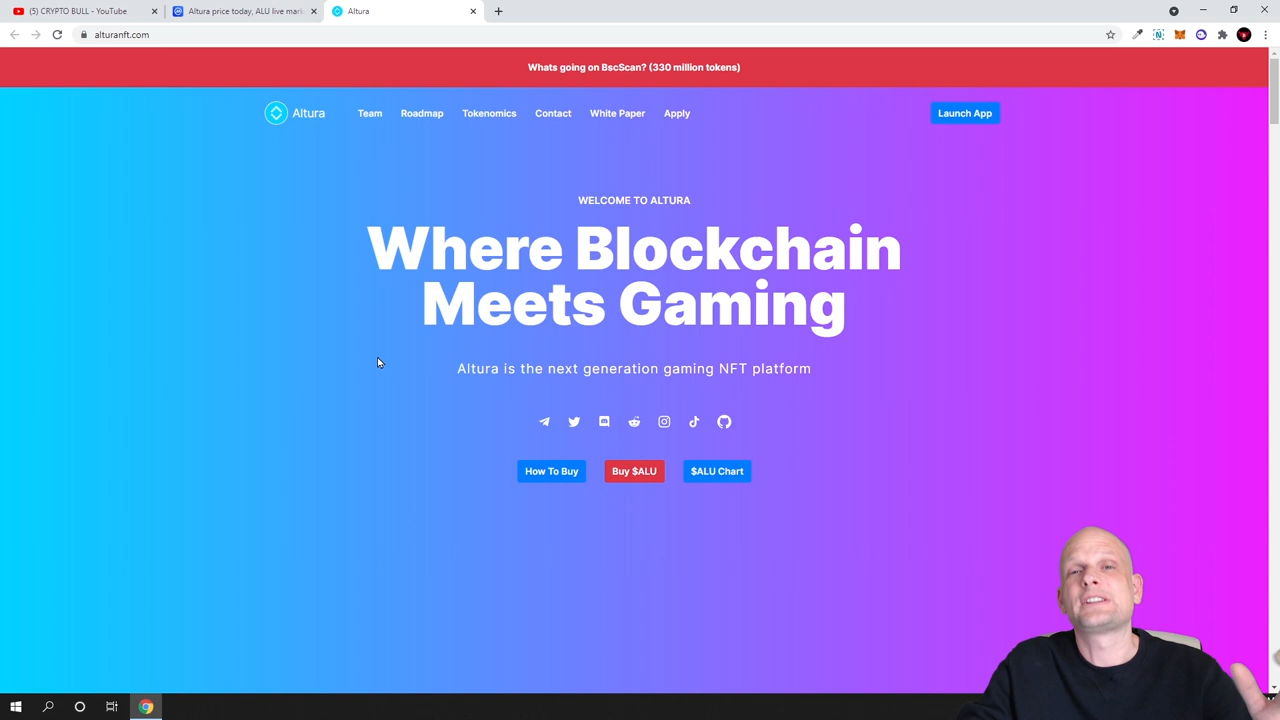 (5) CRYPTO BULL - YouTube
Altura price today, ALU live mark
Altura
alturanft.com
Whats going on BscScan? (330 million tokens)
Altura
Team
Roadmap
Tokenomics
Contact
White Paper
Apply
Launch App
WELCOME TO ALTURA
Where Blockchain
Meets Gaming
Altura is the next generation gaming NFT platform
How To Buy
Buy $ALU
$ALU Chart